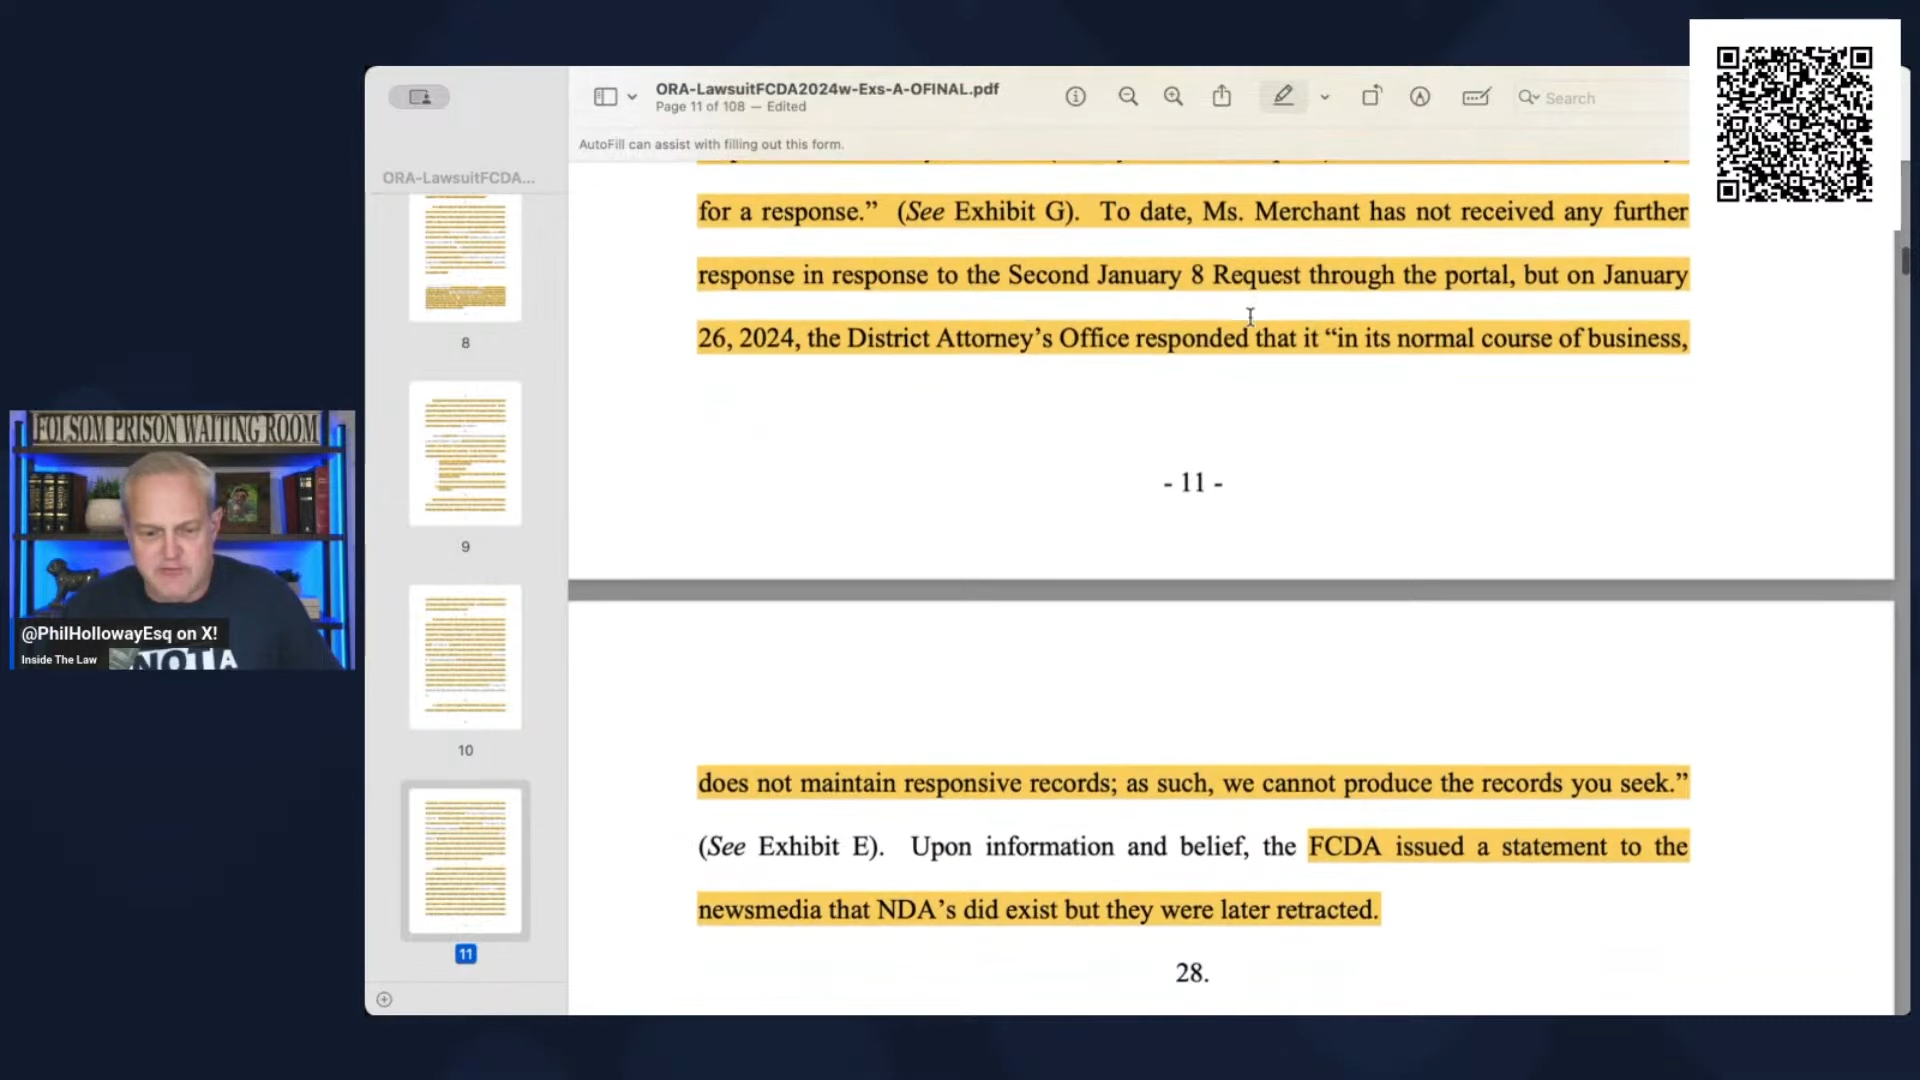 ORA-LawsuitFCDA2024w-Exs-A-OFINAL.pdf
Page 11 of 108 — Edited
Search
AutoFill can assist with filling out this form.
ORA-LawsuitFCDA...
8
9
10
11
for a response.” (See Exhibit G). To date, Ms. Merchant has not received any further
response in response to the Second January 8 Request through the portal, but on January
26, 2024, the District Attorney’s Office responded that it “in its normal course of business,
- 11 -
does not maintain responsive records; as such, we cannot produce the records you seek.”
(See Exhibit E). Upon information and belief, the FCDA issued a statement to the
newsmedia that NDA’s did exist but they were later retracted.
28.
FOLSOM PRISON WAITING ROOM
@PhilHollowayEsq on X!
Inside The Law
NOT A